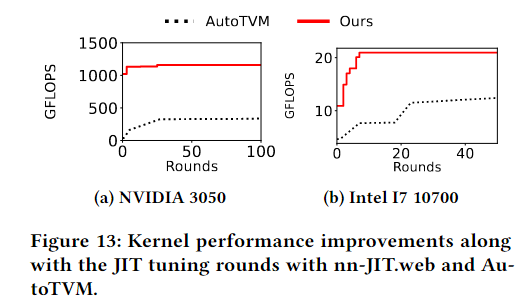 AutoTVM Ours
1500
1000
500
0
GFLOPS
0 50 100
Rounds
(a) NVIDIA 3050
20
10
GFLOPS
0 20 40
Rounds
(b) Intel I7 10700
Figure 13: Kernel performance improvements along
with the JIT tuning rounds with nn-JIT.web and Au-
toTVM.